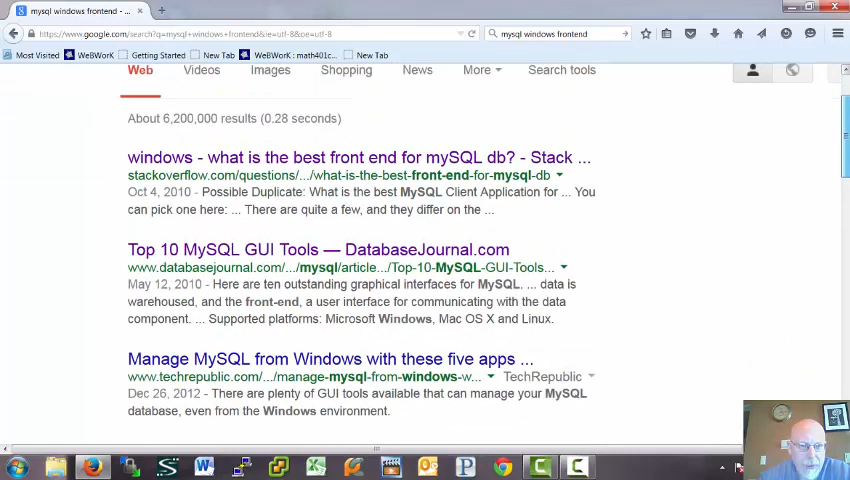 mysql windows frontend - ... ×
https://www.google.com/search?q=mysql+windows+frontend&ie=utf-8&oe=utf-8
mysql windows frontend
Most Visited WeBWorK Getting Started New Tab WeBWorK : math401c... New Tab
Web Videos Images Shopping News More Search tools
About 6,200,000 results (0.28 seconds)
windows - what is the best front end for mySQL db? - Stack ...
stackoverflow.com/questions/.../what-is-the-best-front-end-for-mysql-db
Oct 4, 2010 - Possible Duplicate: What is the best MySQL Client Application for ... You
can pick one here: ... There are quite a few, and they differ on the ...
Top 10 MySQL GUI Tools — DatabaseJournal.com
www.databasejournal.com/.../mysql/article.../Top-10-MySQL-GUI-Tools...
May 12, 2010 - Here are ten outstanding graphical interfaces for MySQL, ... data is
warehoused, and the front-end, a user interface for communicating with the data
component. ... Supported platforms: Microsoft Windows, Mac OS X and Linux.
Manage MySQL from Windows with these five apps ...
www.techrepublic.com/.../manage-mysql-from-windows-w... TechRepublic
Dec 26, 2012 - There are plenty of GUI tools available that can manage your MySQL
database, even from the Windows environment.